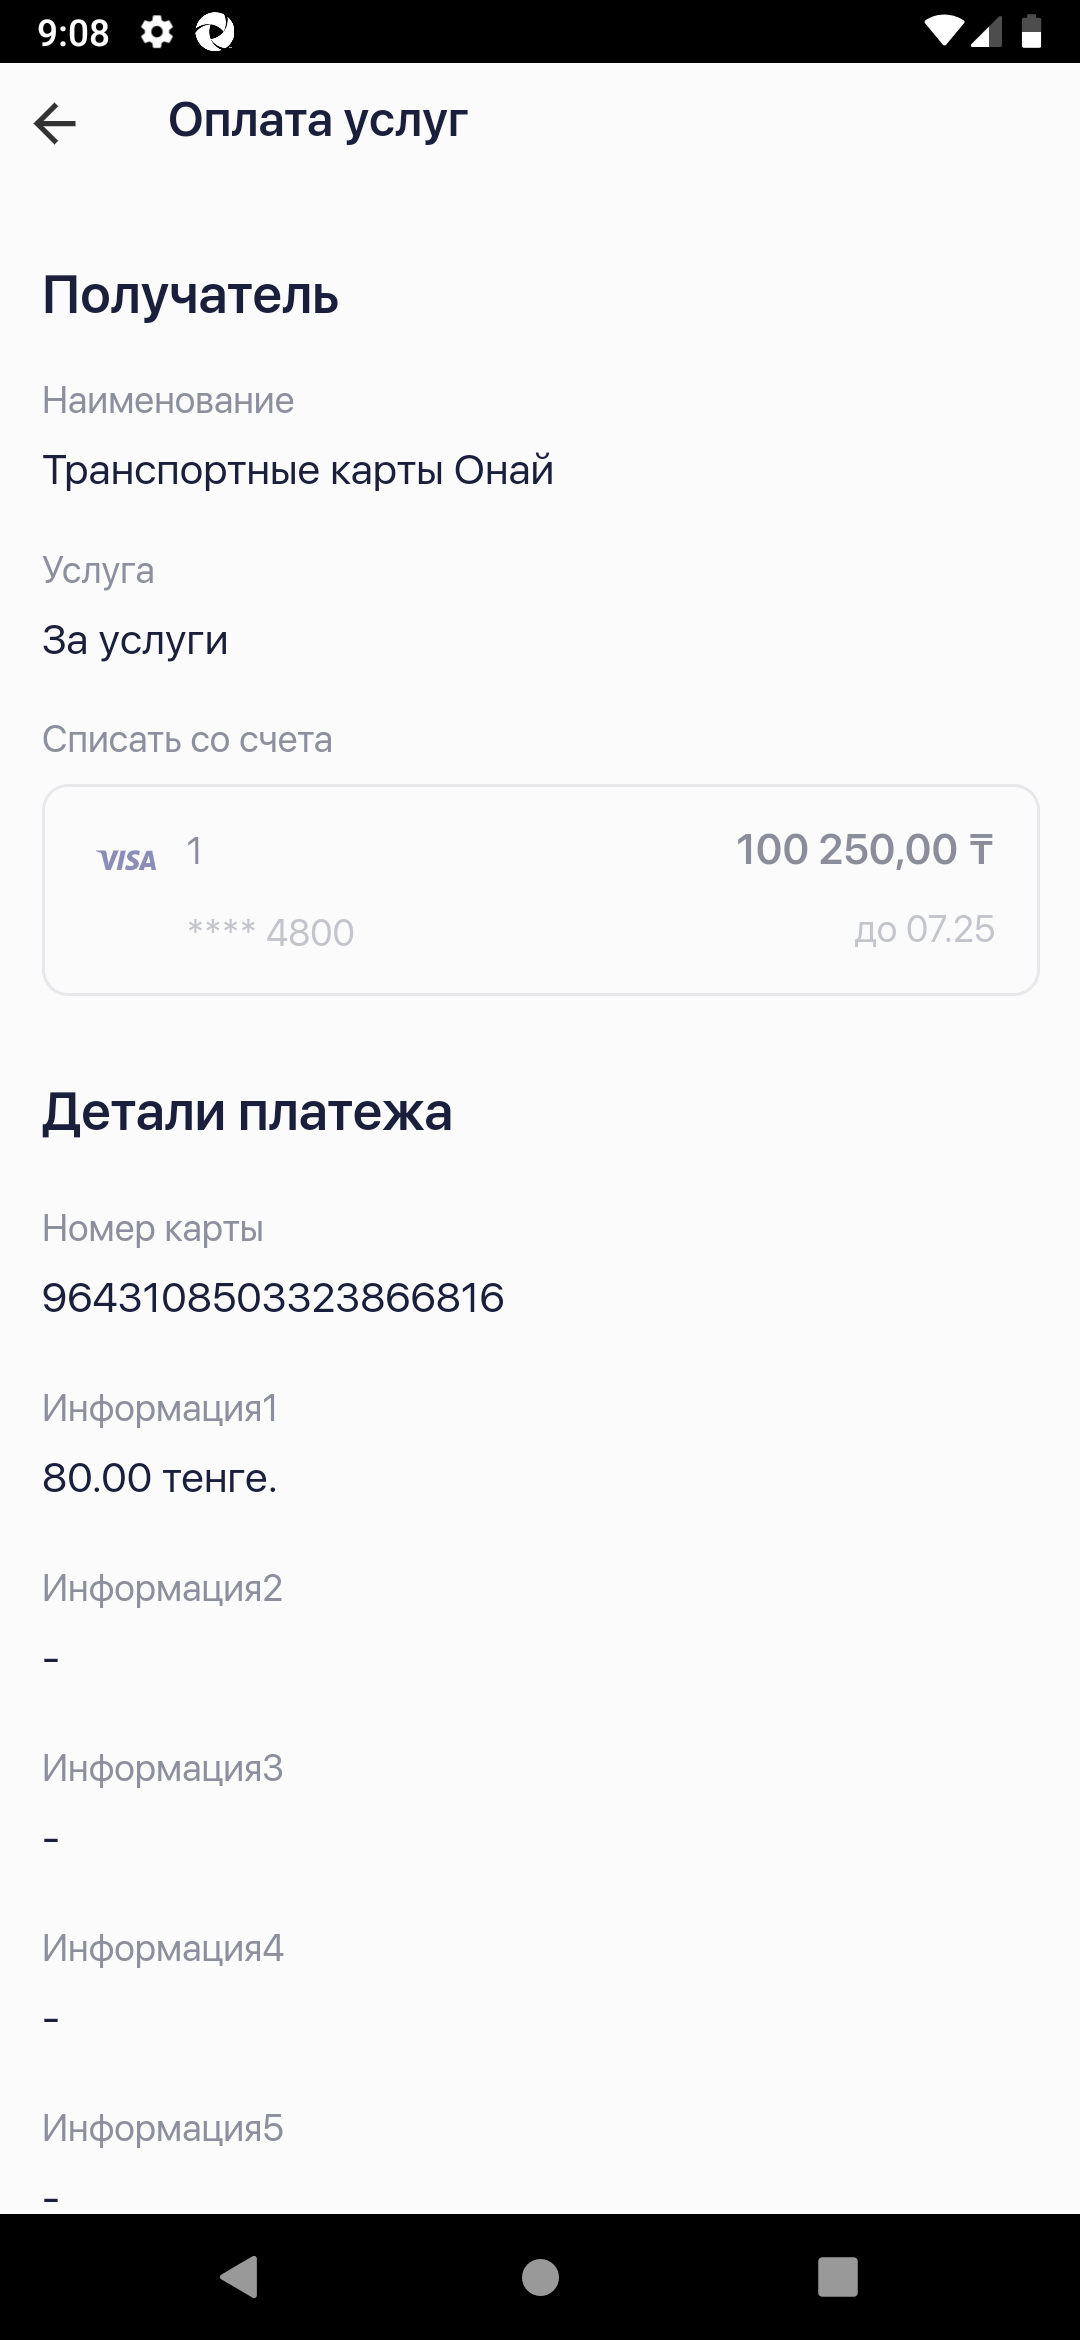 9:08
Оплата услуг
Получатель
Наименование
Транспортные карты Онай
Услуга
За услуги
Списать со счета
VISA 1 100 250,00 ₸
**** 4800 до 07.25
Детали платежа
Номер карты
9643108503323866816
Информация1
80.00 тенге.
Информация2
-
Информация3
-
Информация4
-
Информация5
-